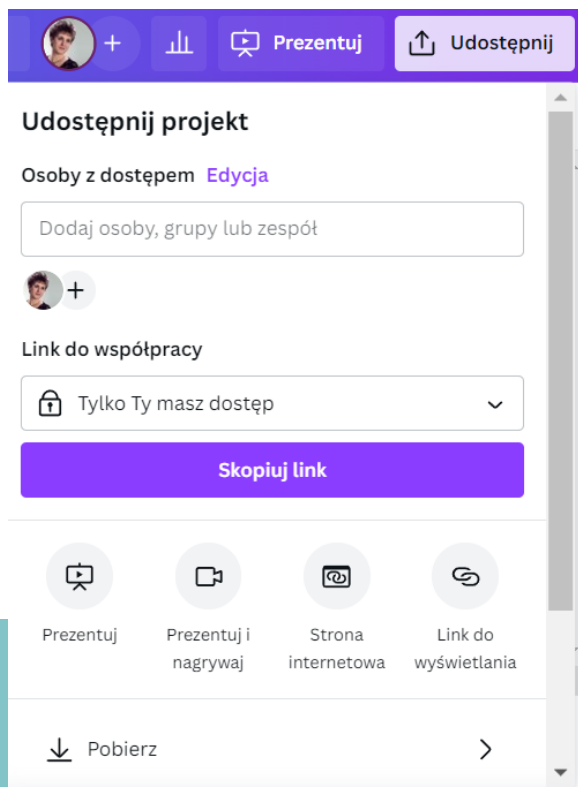 Prezentuj
Udostępnij
Udostępnij projekt
Osoby z dostępem Edycja
Dodaj osoby, grupy lub zespół
Link do współpracy
Tylko Ty masz dostęp
Skopiuj link
Prezentuj
Prezentuj i
nagrywaj
Strona
internetowa
Link do
wyświetlania
Pobierz